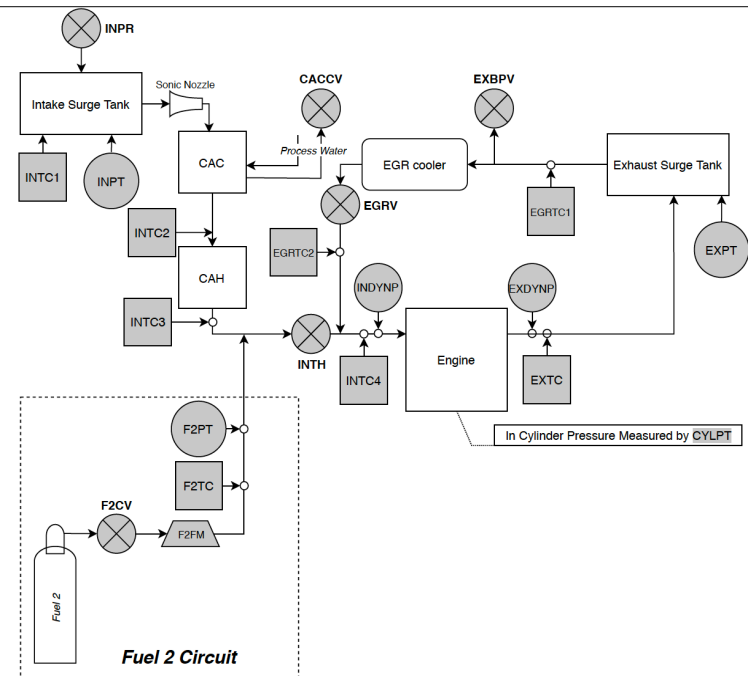 INPR
Sonic Nozzle
CACCV
EXBPV
Intake Surge Tank
Process Water
CAC
EGR cooler
Exhaust Surge Tank
INTC1
INPT
EGRV
EGRTC1
INTC2
EGRTC2
EXPT
CAH
INDYNP
EXDYNP
INTC3
INTH
INTC4
Engine
EXTC
F2PT
In Cylinder Pressure Measured by CYLPT
F2TC
F2CV
F2FM
Fuel 2
Fuel 2 Circuit